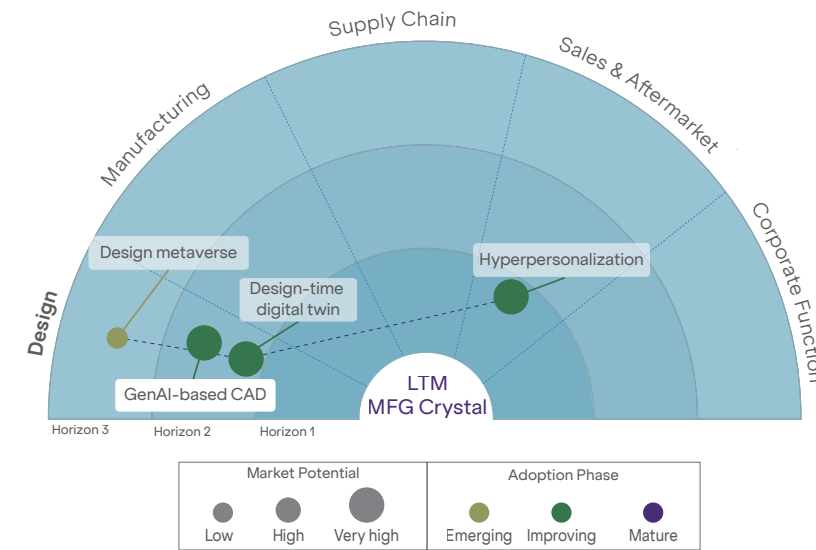 Supply Chain
Manufacturing
Sales & Aftermarket
Corporate Function
Design
Design metaverse
Hyperpersonalization
Design-time
digital twin
GenAI-based CAD
LTM
MFG Crystal
Horizon 3
Horizon 2
Horizon 1
Market Potential
Low
High
Very high
Adoption Phase
Emerging
Improving
Mature